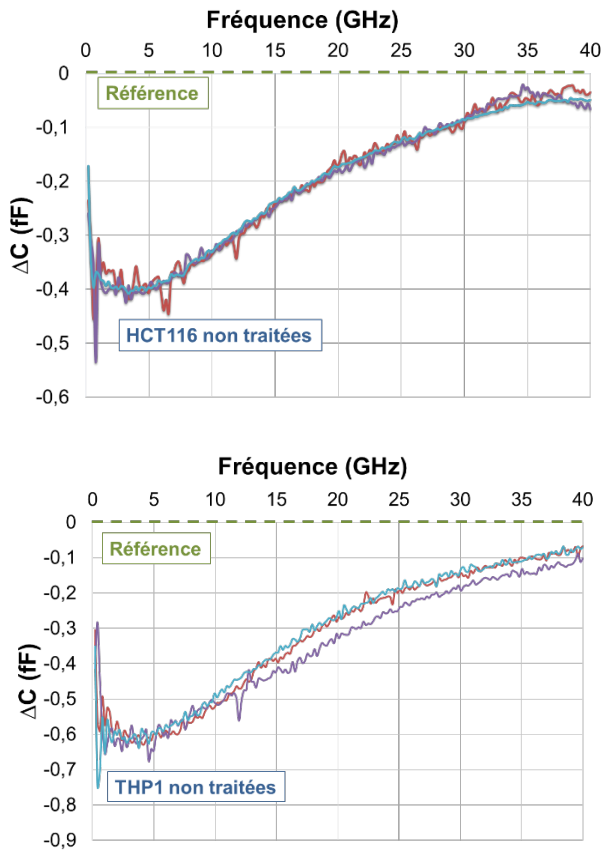 Fréquence (GHz)
0 5 10 15 20 25 30 35 40
0
Référence
-0,1
-0,2
-0,3
-0,4
HCT116 non traitées
-0,5
-0,6
ΔC (fF)
Fréquence (GHz)
0 5 10 15 20 25 30 35 40
0
Référence
-0,1
-0,2
-0,3
-0,4
-0,5
-0,6
-0,7
THP1 non traitées
-0,8
-0,9
ΔC (fF)